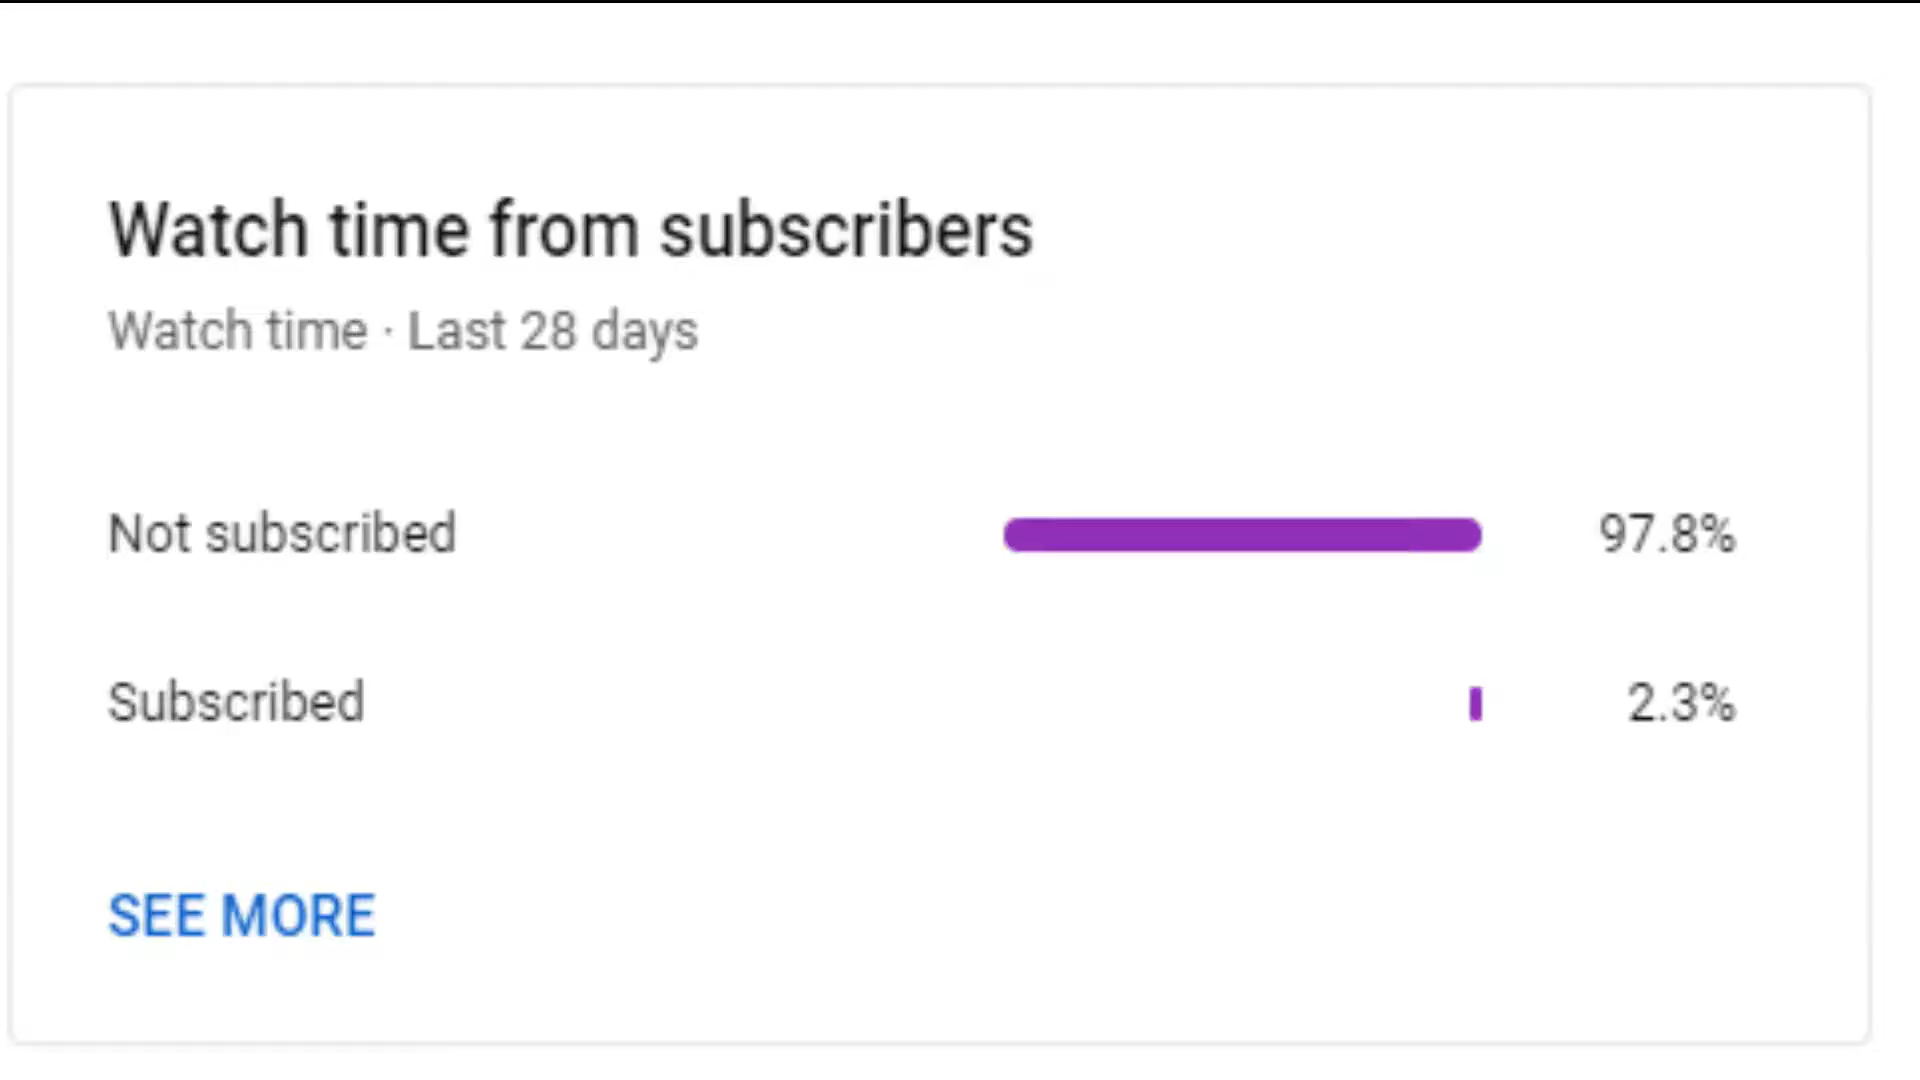 Watch time from subscribers
Watch time · Last 28 days
Not subscribed 97.8%
Subscribed 2.3%
SEE MORE